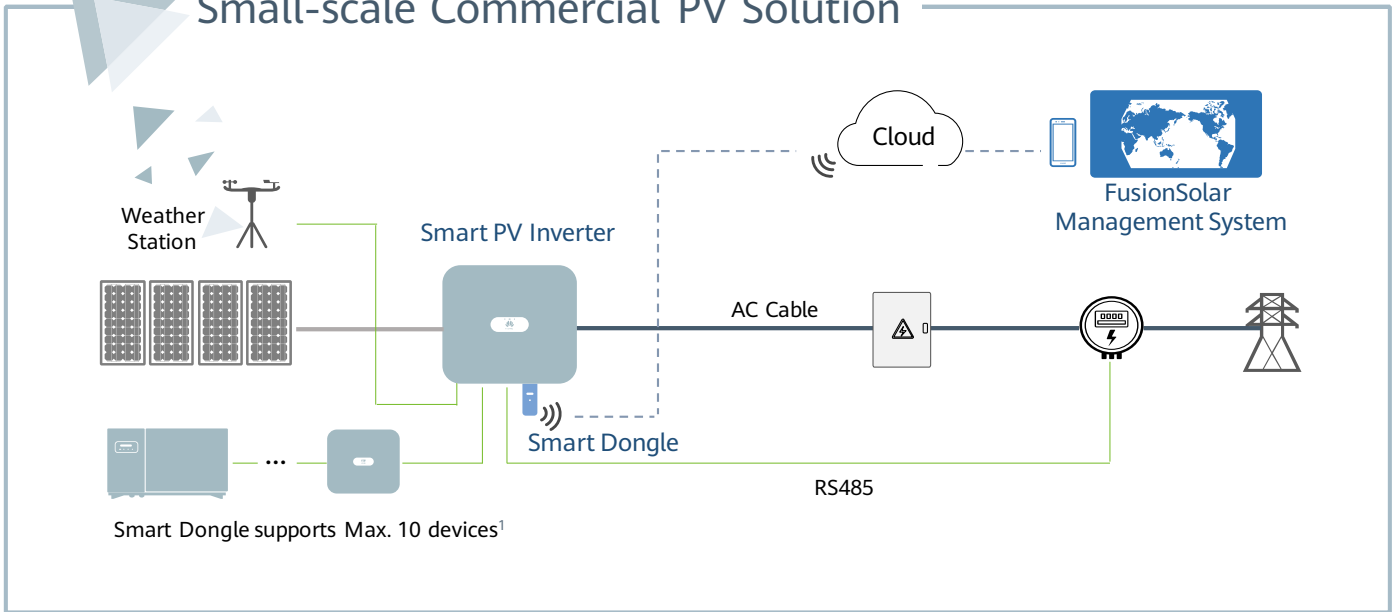 Small-scale Commercial PV Solution
Cloud
FusionSolar
Management System
Weather
Station
Smart PV Inverter
AC Cable
Smart Dongle
RS485
Smart Dongle supports Max. 10 devices¹